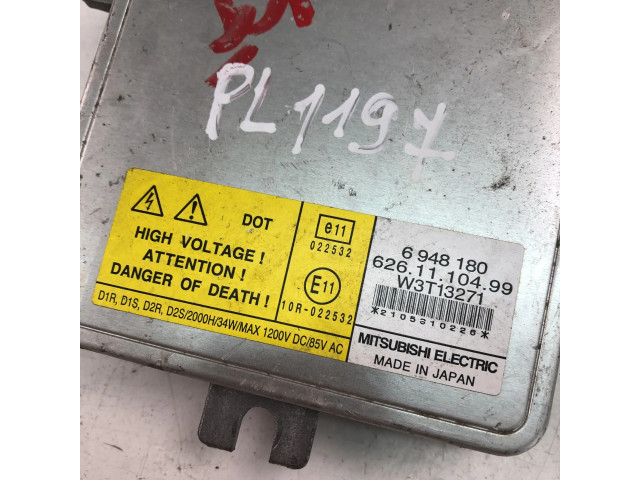 PL1197
DOT
HIGH VOLTAGE!
ATTENTION!
DANGER OF DEATH!
D1R, D1S, D2R, D2S/2000H/34W/MAX 1200V DC/85V AC
e11
022532
E11
10R-022532
6 948 180
626.11.104.99
W3T13271
*2105310226*
MITSUBISHI ELECTRIC
MADE IN JAPAN